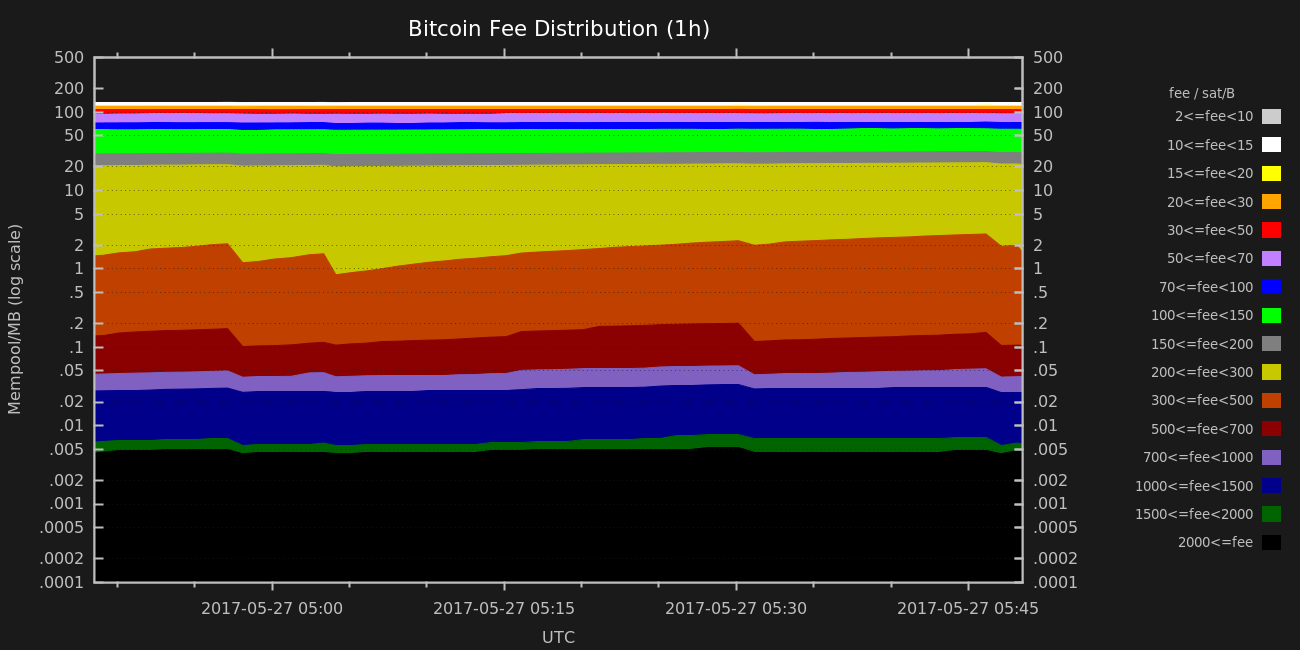 Bitcoin Fee Distribution (1h)
Mempool/MB (log scale)
500
200
100
50
20
10
5
2
1
.5
.2
.1
.05
.02
.01
.005
.002
.001
.0005
.0002
.0001
500
200
100
50
20
10
5
2
1
.5
.2
.1
.05
.02
.01
.005
.002
.001
.0005
.0002
.0001
2017-05-27 05:00
2017-05-27 05:15
2017-05-27 05:30
2017-05-27 05:45
UTC
fee / sat/B
2<=fee<10
10<=fee<15
15<=fee<20
20<=fee<30
30<=fee<50
50<=fee<70
70<=fee<100
100<=fee<150
150<=fee<200
200<=fee<300
300<=fee<500
500<=fee<700
700<=fee<1000
1000<=fee<1500
1500<=fee<2000
2000<=fee